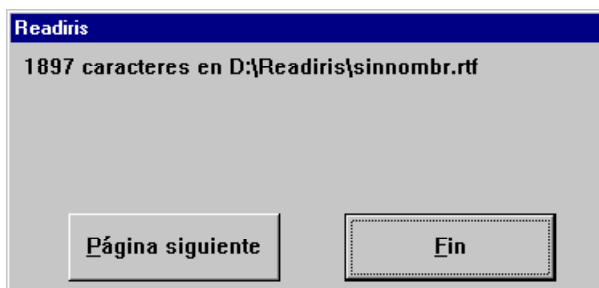 Readiris
1897 caracteres en D:\Readiris\sinnombr.rtf
Página siguiente
Fin